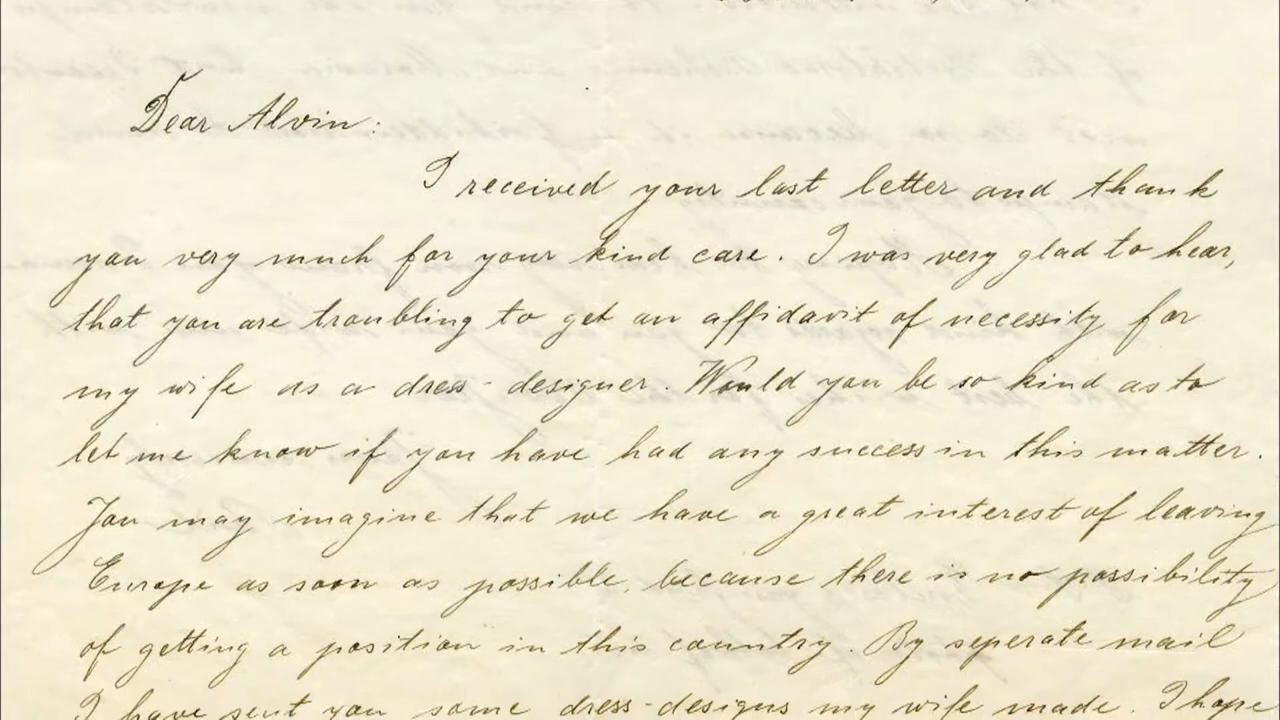 Dear Alvin:
I received your last letter and thank
you very much for your kind care. I was very glad to hear,
that you are troubling to get an affidavit of necessity for
my wife as a dress-designer. Would you be so kind as to
let me know if you have had any success in this matter.
You may imagine that we have a great interest of leaving
Europe as soon as possible, because there is no possibility
of getting a position in this country. By seperate mail
I have sent you some dress-designs my wife made. I hope